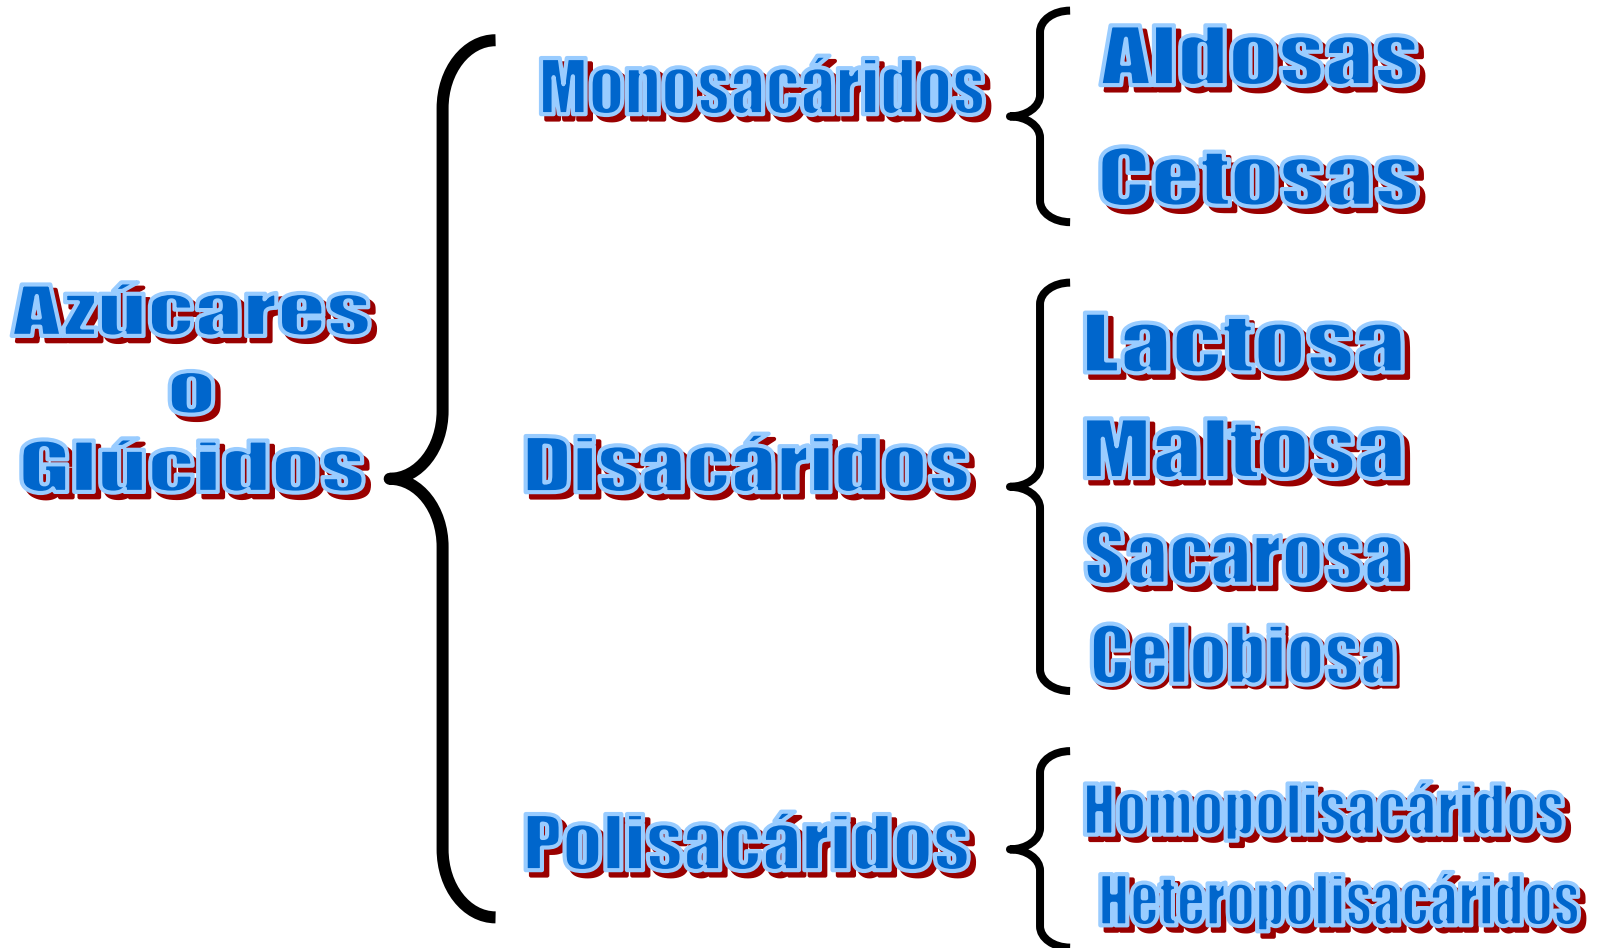 Azúcares
o
Glúcidos
Monosacáridos
Aldosas
Cetosas
Disacáridos
Lactosa
Maltosa
Sacarosa
Celobiosa
Polisacáridos
Homopolisacáridos
Heteropolisacáridos